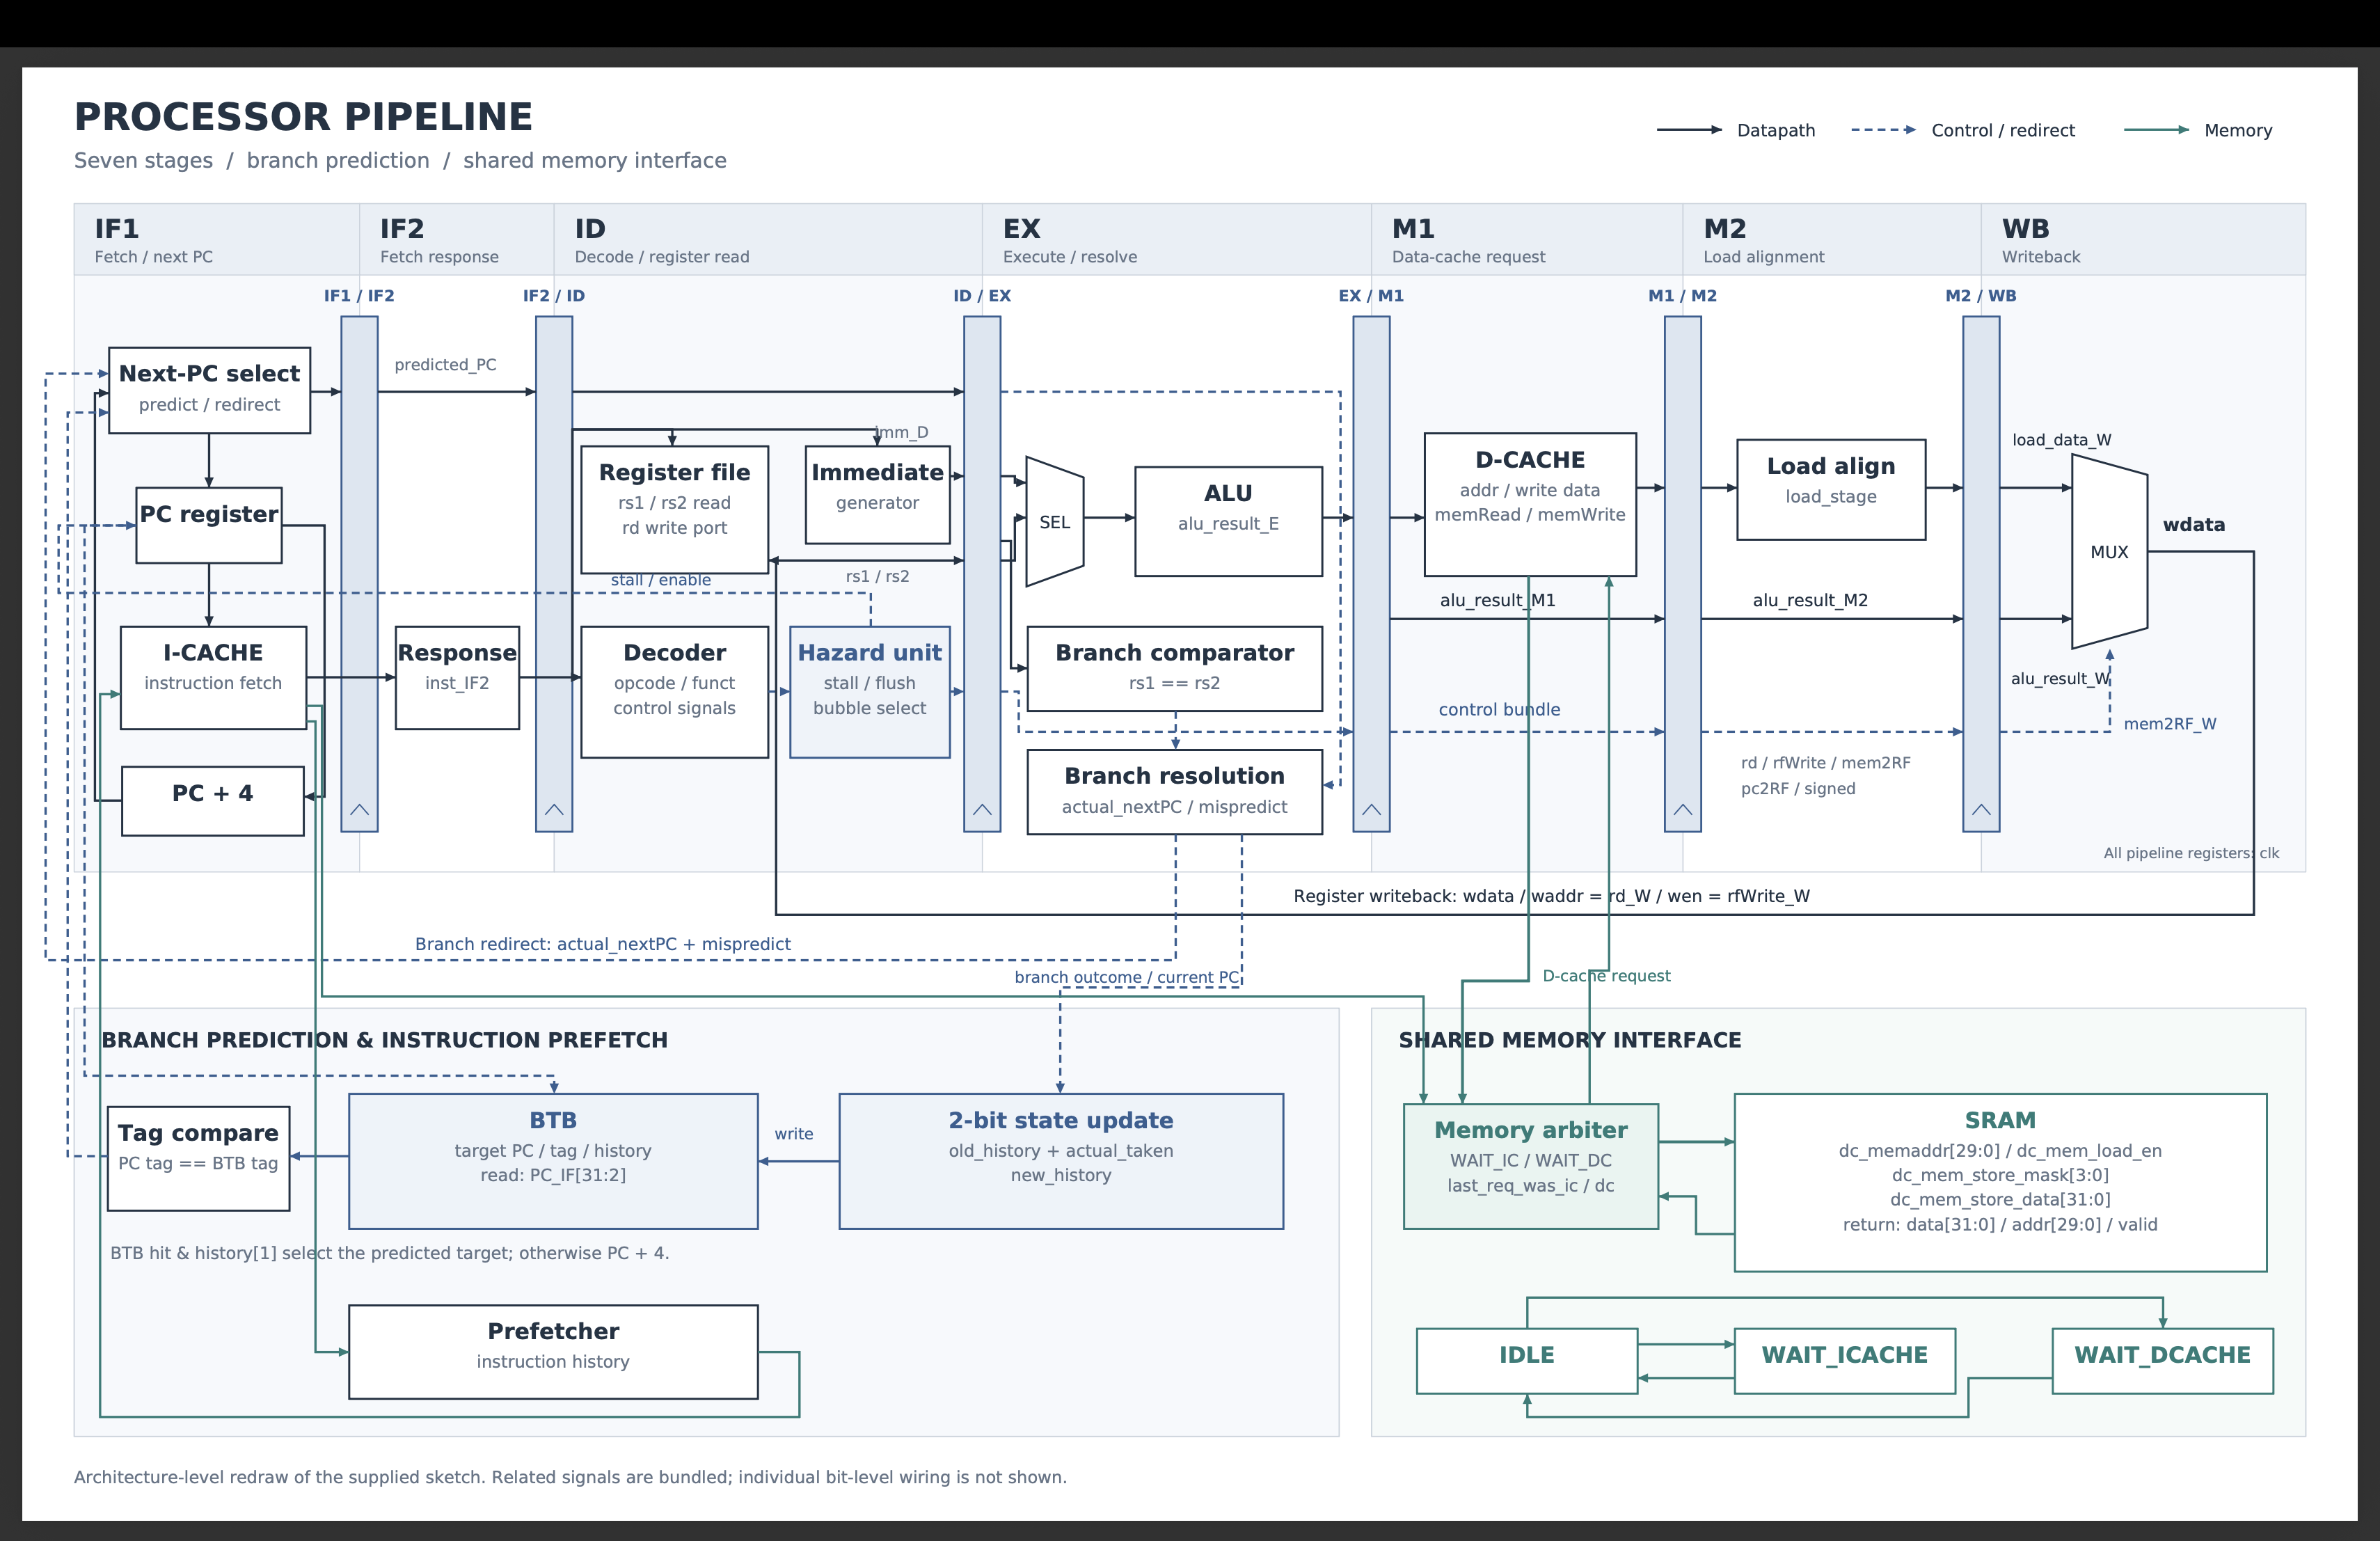 PROCESSOR PIPELINE
Seven stages / branch prediction / shared memory interface
Datapath
Control / redirect
Memory
IF1
Fetch / next PC
IF2
Fetch response
ID
Decode / register read
EX
Execute / resolve
M1
Data-cache request
M2
Load alignment
WB
Writeback
IF1 / IF2
IF2 / ID
ID / EX
EX / M1
M1 / M2
M2 / WB
Next-PC select
predict / redirect
predicted_PC
PC register
I-CACHE
instruction fetch
PC + 4
Response
inst_IF2
Register file
rs1 / rs2 read
rd write port
imm_D
Immediate
generator
stall / enable
rs1 / rs2
Decoder
opcode / funct
control signals
Hazard unit
stall / flush
bubble select
SEL
ALU
alu_result_E
Branch comparator
rs1 == rs2
Branch resolution
actual_nextPC / mispredict
D-CACHE
addr / write data
memRead / memWrite
alu_result_M1
control bundle
Load align
load_stage
alu_result_M2
rd / rfWrite / mem2RF
pc2RF / signed
load_data_W
MUX
wdata
alu_result_W
mem2RF_W
All pipeline registers: clk
Register writeback: wdata / waddr = rd_W / wen = rfWrite_W
Branch redirect: actual_nextPC + mispredict
branch outcome / current PC
D-cache request
BRANCH PREDICTION & INSTRUCTION PREFETCH
Tag compare
PC tag == BTB tag
BTB
target PC / tag / history
read: PC_IF[31:2]
write
2-bit state update
old_history + actual_taken
new_history
BTB hit & history[1] select the predicted target; otherwise PC + 4.
Prefetcher
instruction history
SHARED MEMORY INTERFACE
Memory arbiter
WAIT_IC / WAIT_DC
last_req_was_ic / dc
SRAM
dc_memaddr[29:0] / dc_mem_load_en
dc_mem_store_mask[3:0]
dc_mem_store_data[31:0]
return: data[31:0] / addr[29:0] / valid
IDLE
WAIT_ICACHE
WAIT_DCACHE
Architecture-level redraw of the supplied sketch. Related signals are bundled; individual bit-level wiring is not shown.